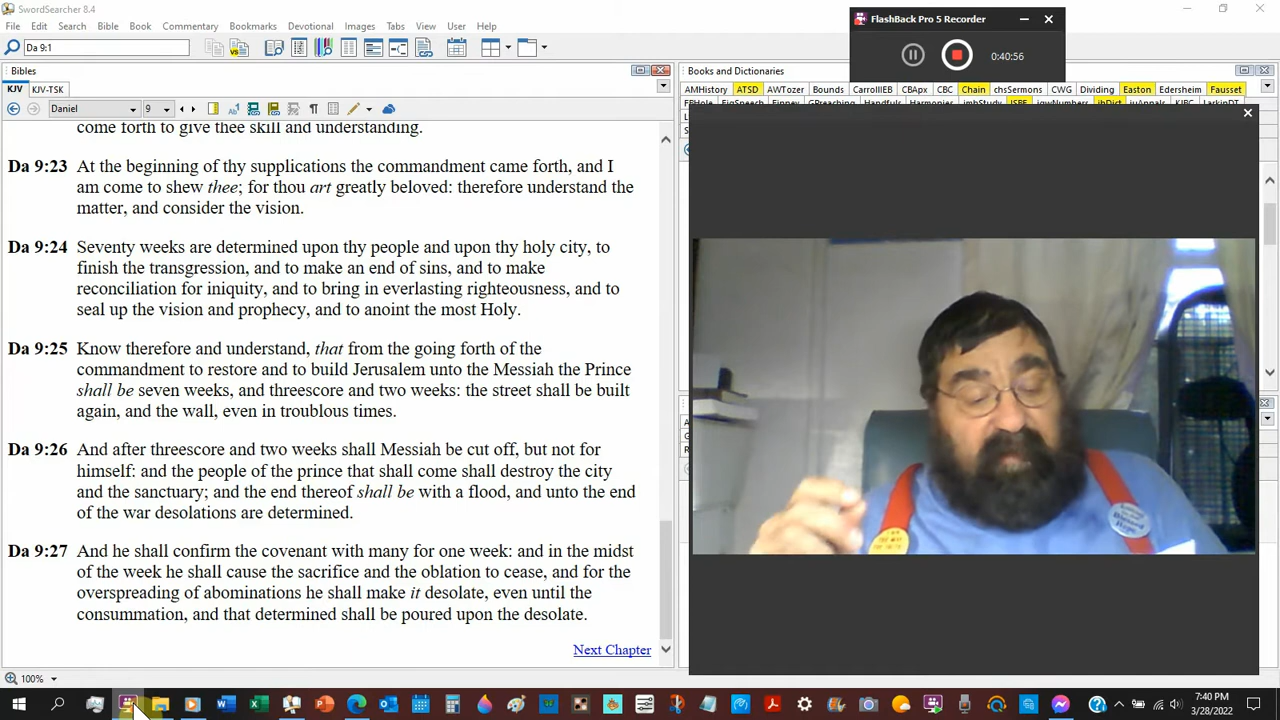 SwordSearcher 8.4
File Edit Search Bible Book Commentary Bookmarks Devotional Images Tabs View User Help
Da 9:1
FlashBack Pro 5 Recorder
0:40:56
Bibles
KJV KJV-TSK
Daniel 9
come forth to give thee skill and understanding.
Da 9:23 At the beginning of thy supplications the commandment came forth, and I
am come to shew thee; for thou art greatly beloved: therefore understand the
matter, and consider the vision.
Da 9:24 Seventy weeks are determined upon thy people and upon thy holy city, to
finish the transgression, and to make an end of sins, and to make
reconciliation for iniquity, and to bring in everlasting righteousness, and to
seal up the vision and prophecy, and to anoint the most Holy.
Da 9:25 Know therefore and understand, that from the going forth of the
commandment to restore and to build Jerusalem unto the Messiah the Prince
shall be seven weeks, and threescore and two weeks: the street shall be built
again, and the wall, even in troublous times.
Da 9:26 And after threescore and two weeks shall Messiah be cut off, but not for
himself: and the people of the prince that shall come shall destroy the city
and the sanctuary; and the end thereof shall be with a flood, and unto the end
of the war desolations are determined.
Da 9:27 And he shall confirm the covenant with many for one week: and in the midst
of the week he shall cause the sacrifice and the oblation to cease, and for the
overspreading of abominations he shall make it desolate, even until the
consummation, and that determined shall be poured upon the desolate.
Next Chapter
100%
Books and Dictionaries
AMHistory ATSD AWTozer Bounds CarrollEB CBApx CBC Chain chsSermons CWG Dividing Easton Edersheim Fausset
7:40 PM
3/28/2022